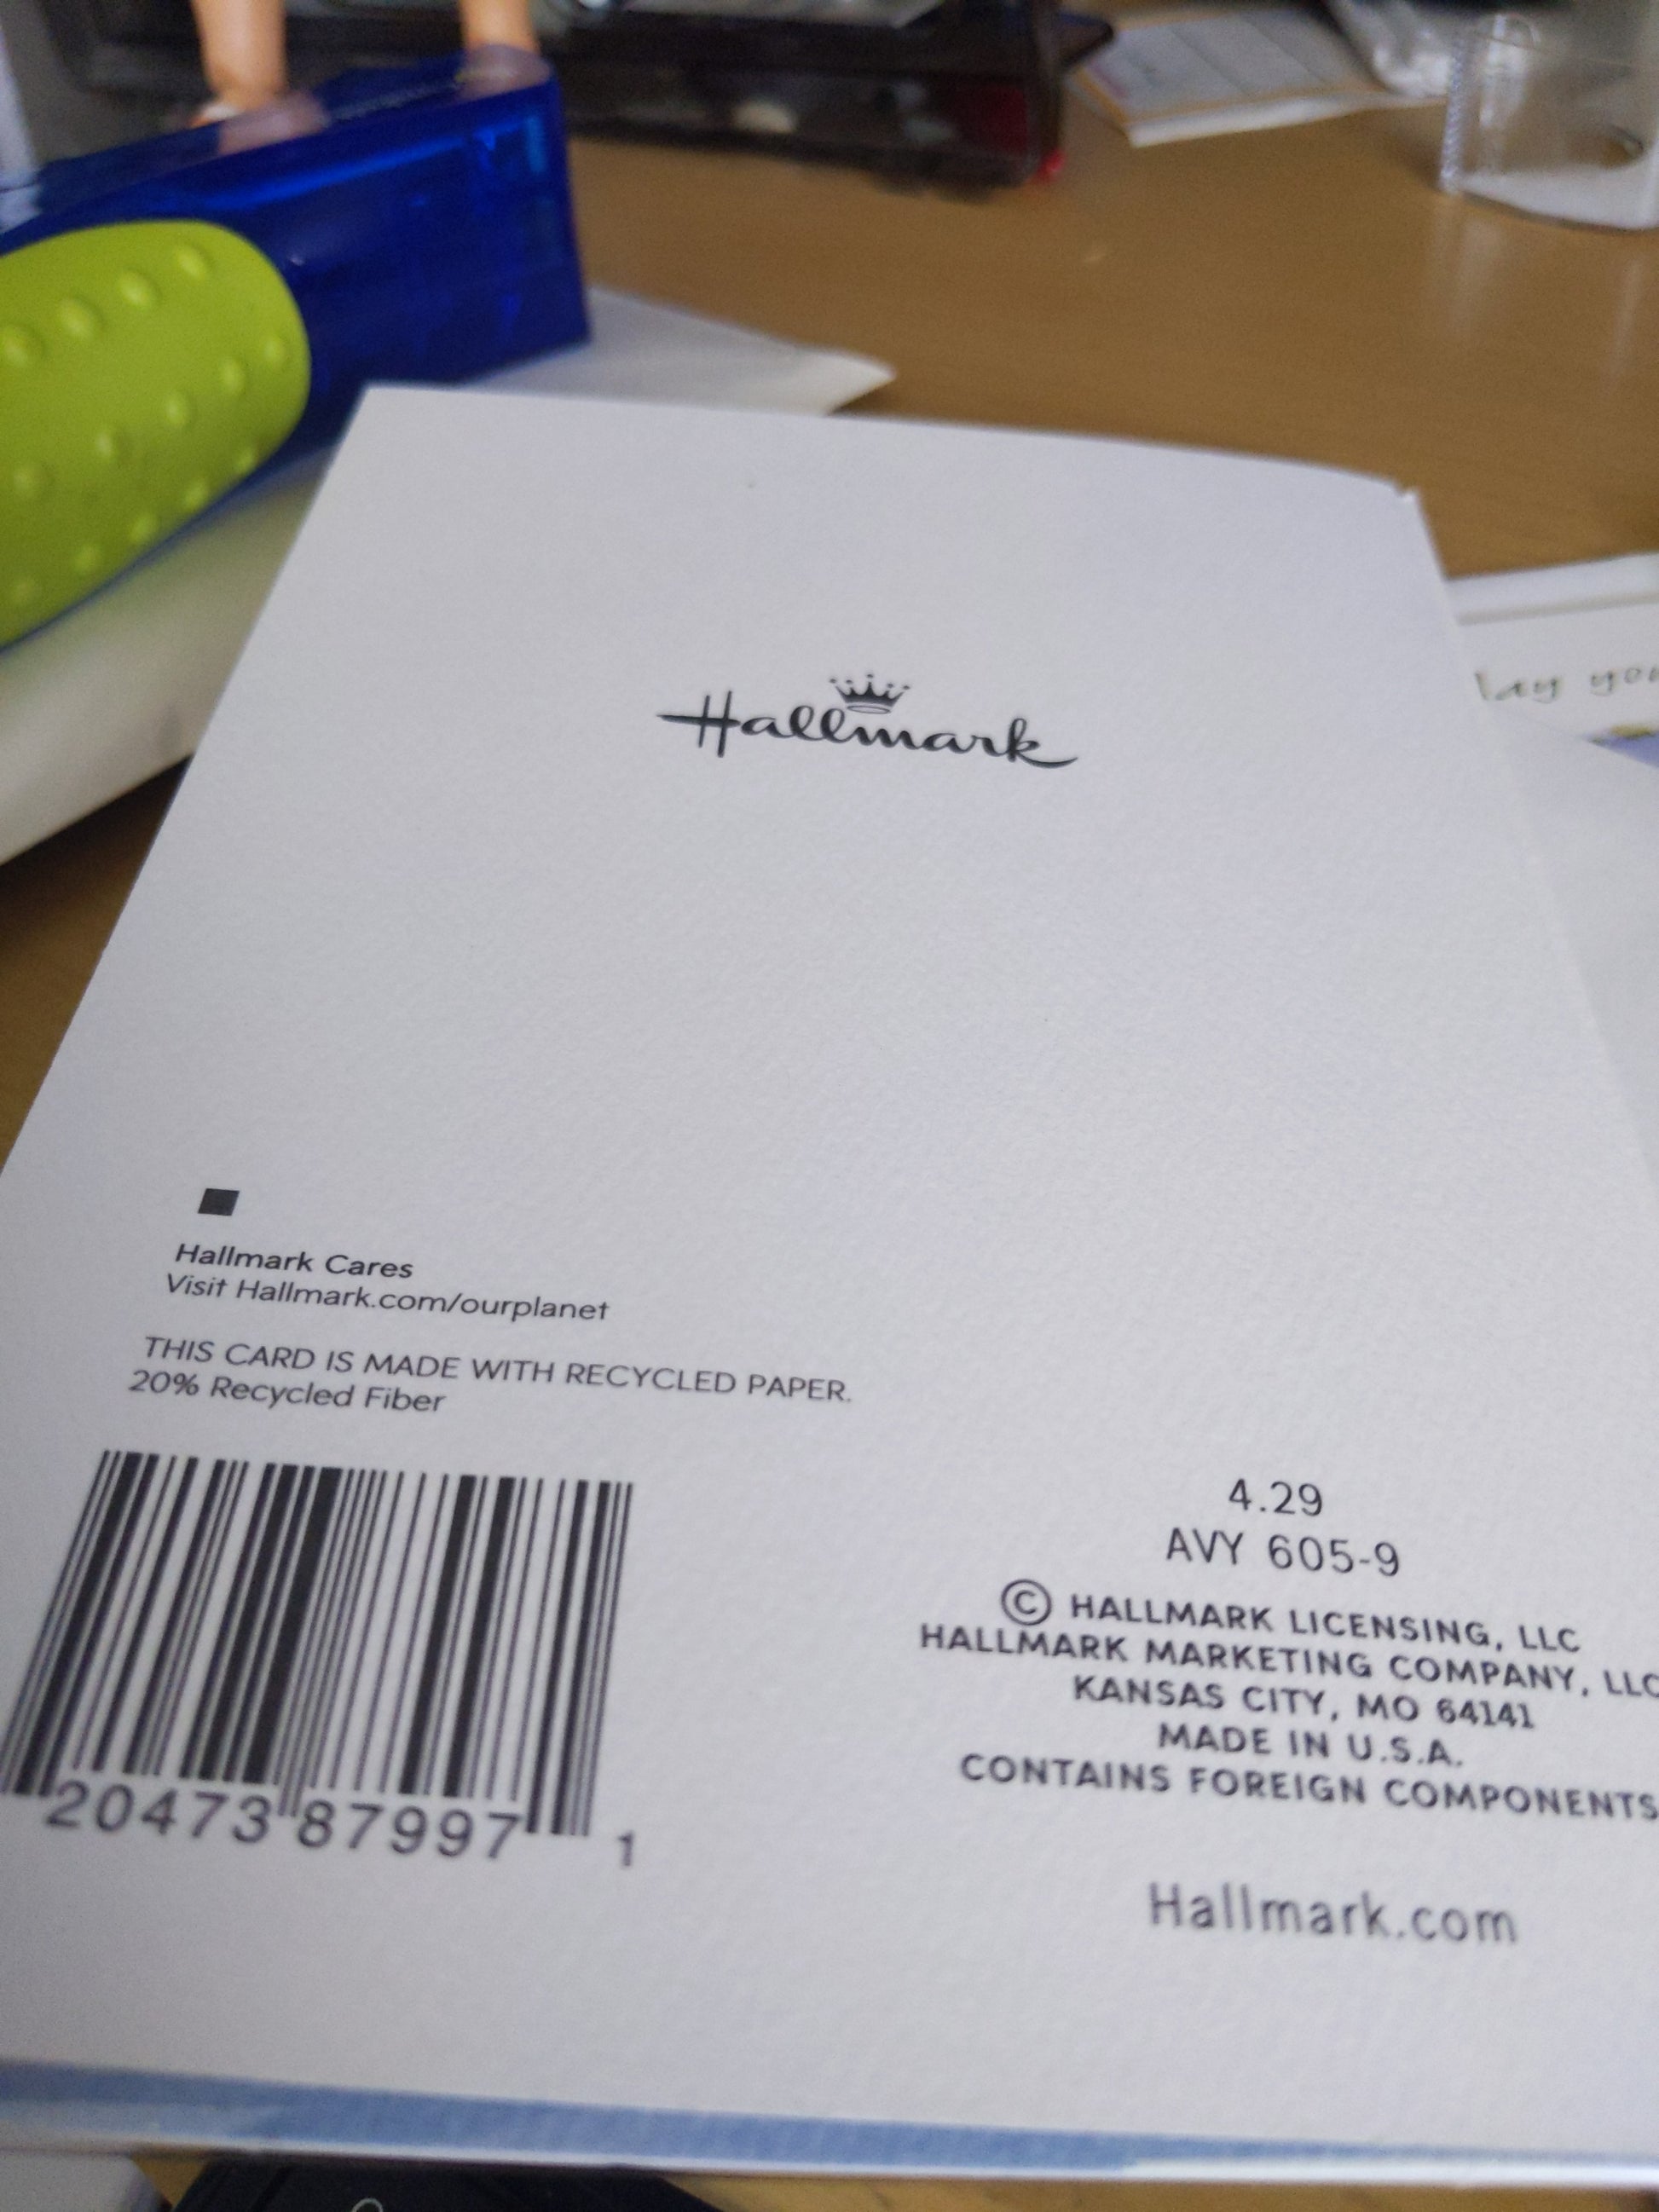 Hallmark
you
Hallmark Cares
Visit Hallmark.com/ourplanet
THIS CARD IS MADE WITH RECYCLED PAPER.
20% Recycled Fiber
20473 87997 1
4.29
AVY 605-9
© HALLMARK LICENSING, LLC
HALLMARK MARKETING COMPANY, LLC
KANSAS CITY, MO 64141
MADE IN U.S.A.
CONTAINS FOREIGN COMPONENTS
Hallmark.com